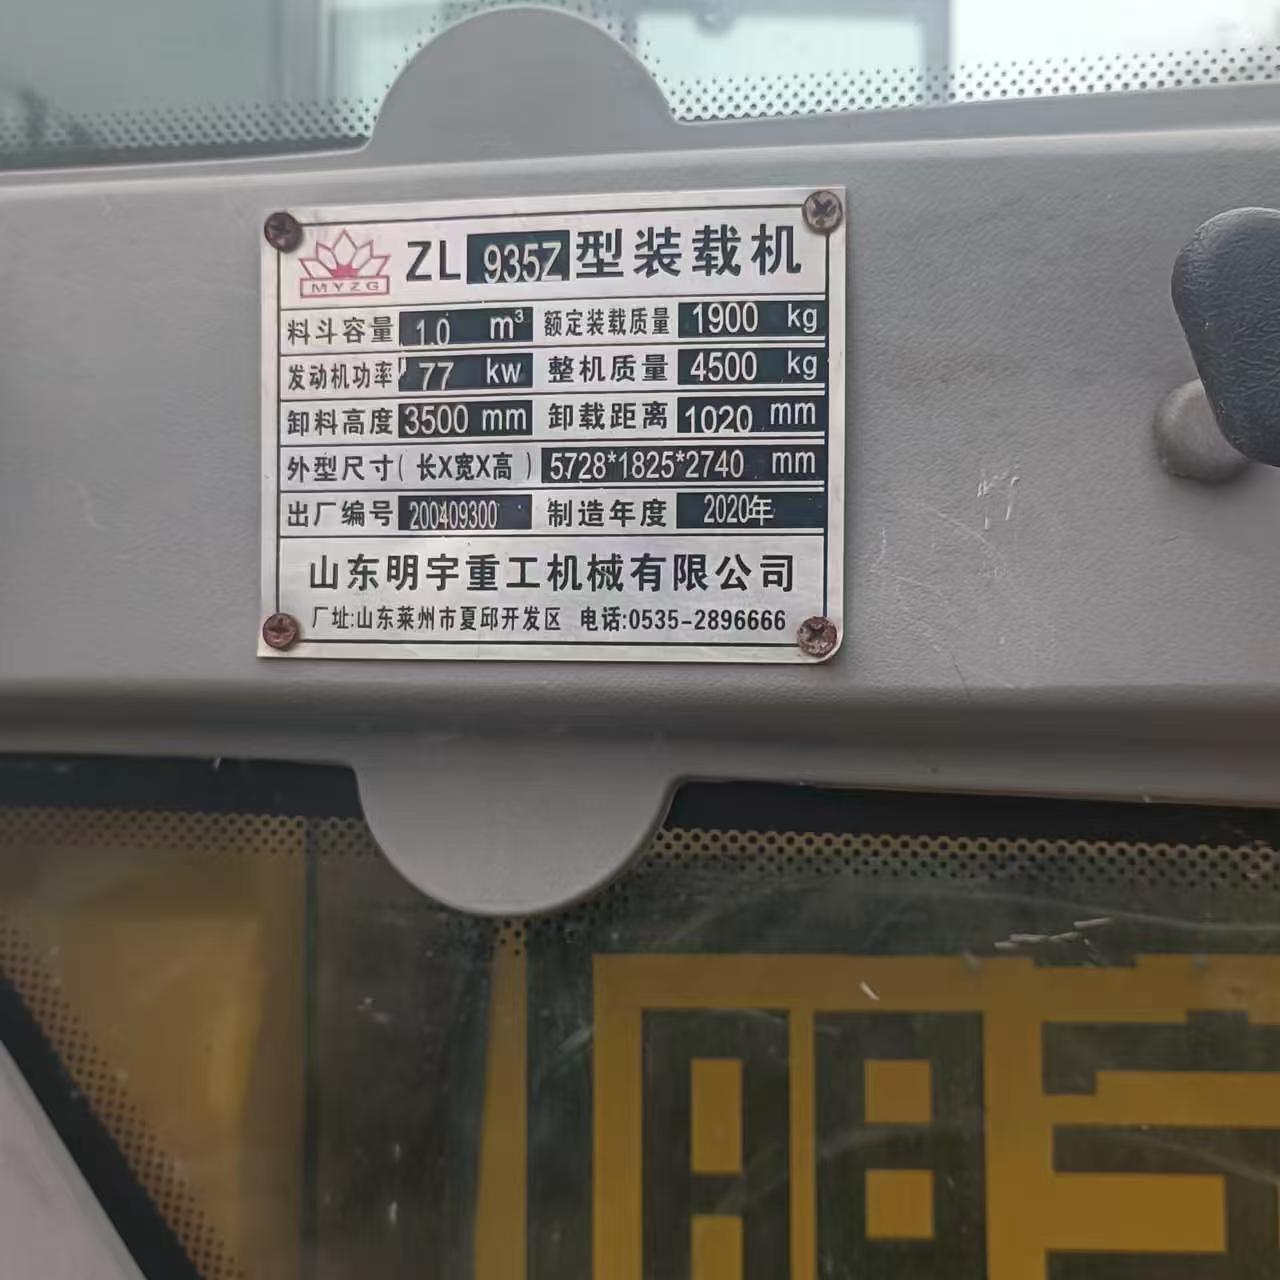 MYZG ZL 935Z 型装载机
料斗容量 1.0 m³ 额定装载质量 1900 kg
发动机功率 77 kw 整机质量 4500 kg
卸料高度 3500 mm 卸载距离 1020 mm
外型尺寸(长X宽X高) 5728*1825*2740 mm
出厂编号 200409300 制造年度 2020年
山东明宇重工机械有限公司
厂址:山东莱州市夏邱开发区 电话:0535-2896666
明